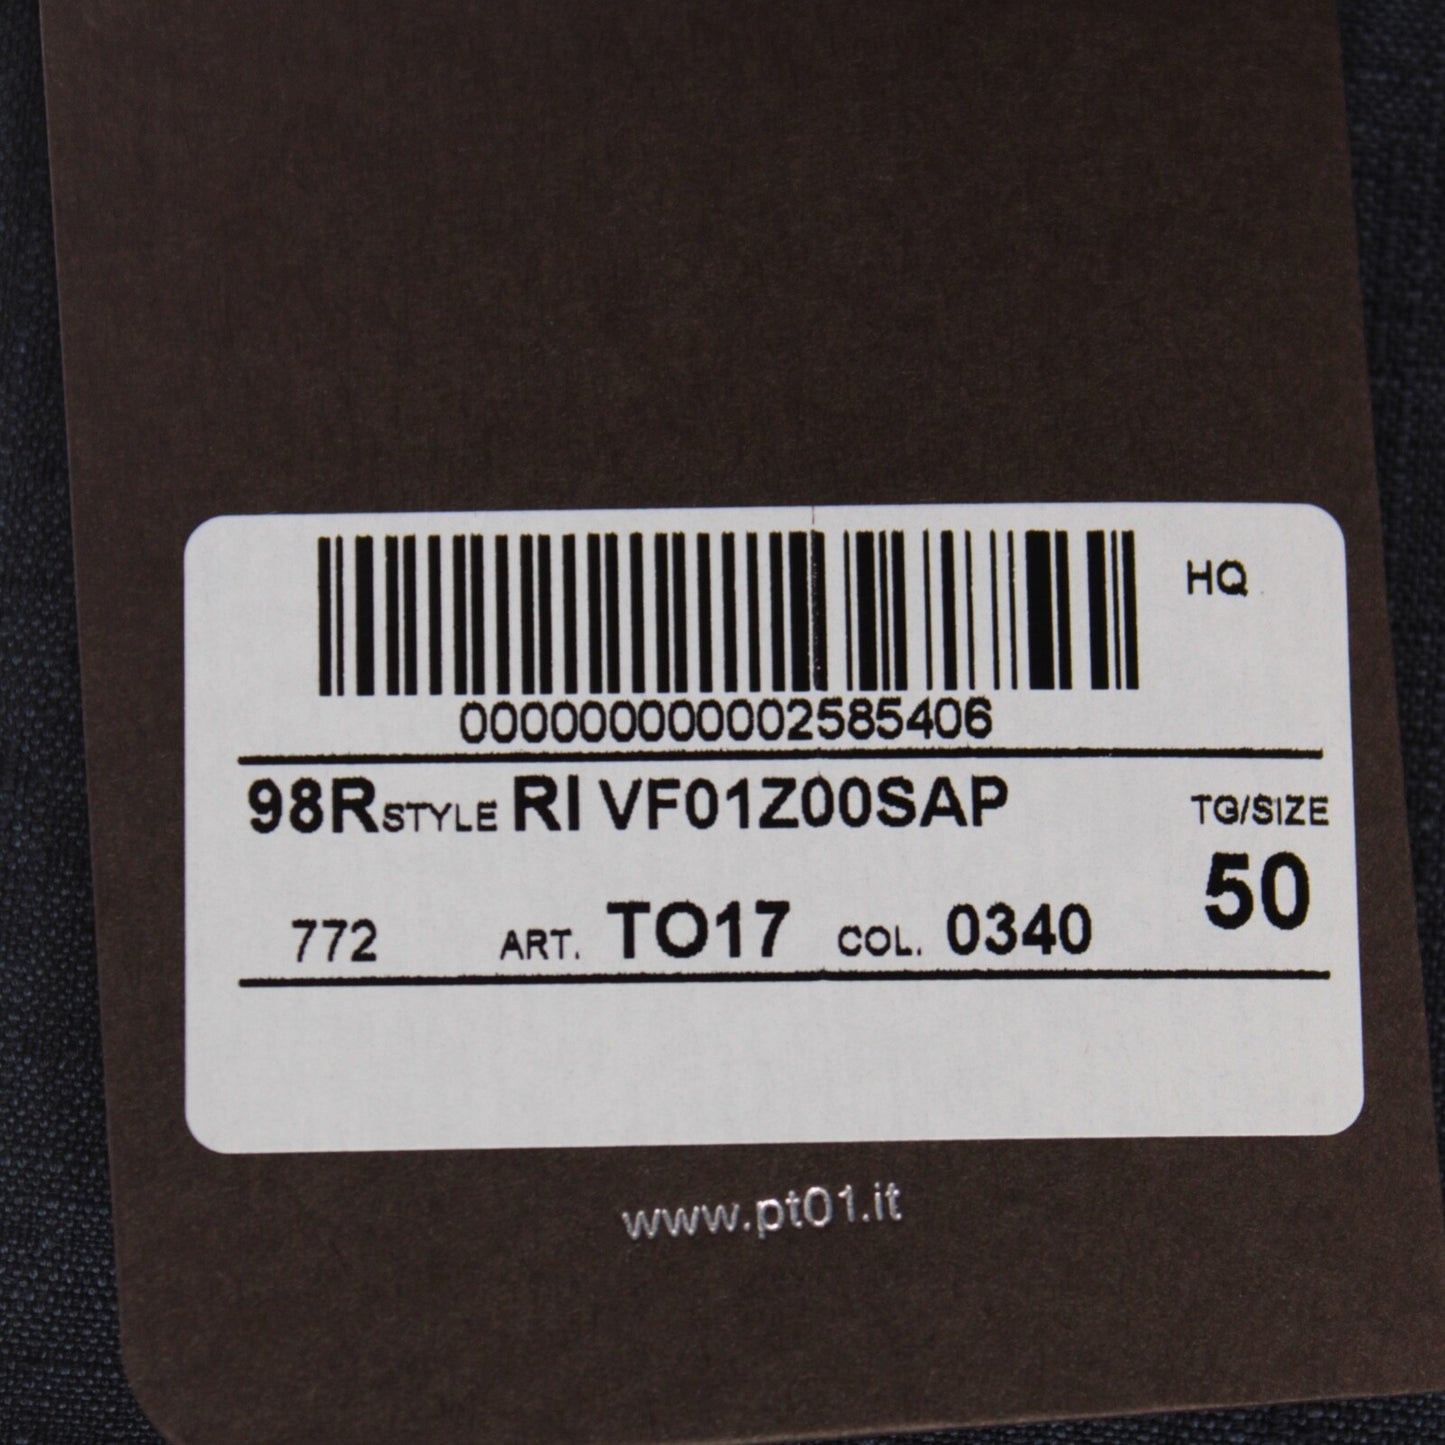 HQ
000000000002585406
98R STYLE RI VF01Z00SAP TG/SIZE
50
772 ART. TO17 COL. 0340
www.pt01.it